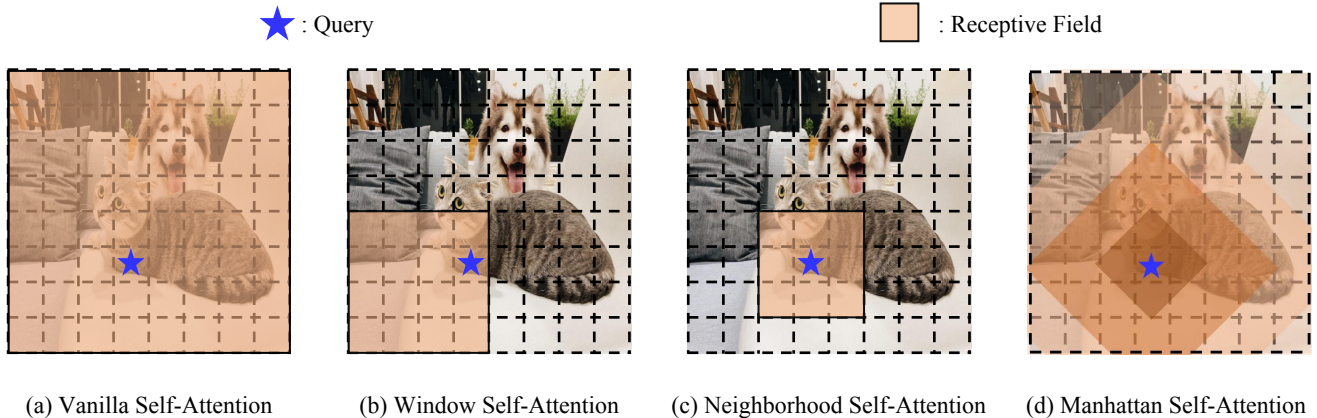 : Query
: Receptive Field
(a) Vanilla Self-Attention
(b) Window Self-Attention
(c) Neighborhood Self-Attention
(d) Manhattan Self-Attention